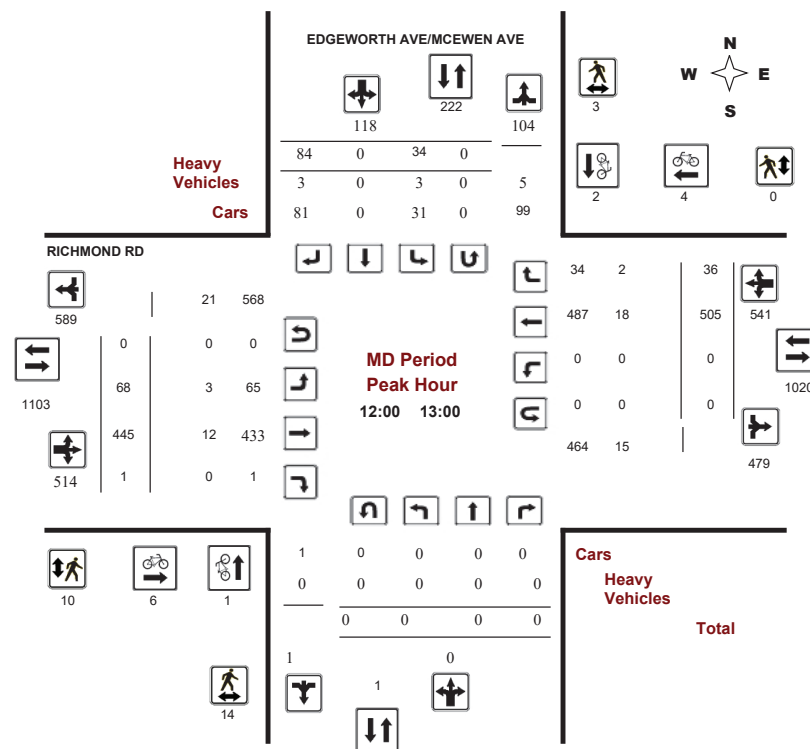 EDGEWORTH AVE/MCEWEN AVE
N
W E
S
118 222 104 3
84 0 34 0
Heavy
Vehicles
3 0 3 0 5
Cars
81 0 31 0 99
2 4 0
RICHMOND RD
589
21 568
34 2 36
487 18 505 541
0 0 0
0 0 0
1103
68 3 65
0 0 0
1020
445 12 433
464 15
514
1 0 1
479
MD Period
Peak Hour
12:00 13:00
1 0 0 0 0
Cars
0 0 0 0 0
Heavy
Vehicles
0 0 0 0
Total
10 6 1
1 0
1
14